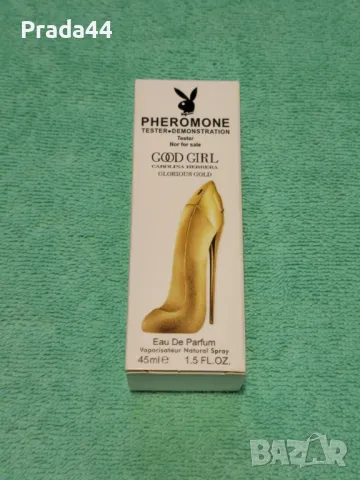 Prada44
PHEROMONE
TESTER●DEMONSTRATION
Tester
Nor for sale
GOOD GIRL
CAROLINA HERRERA
GLORIOUS GOLD
Eau De Parfum
Vaporisateur Natural Spray
45ml℮ 1.5 FL.OZ.
BAZAR